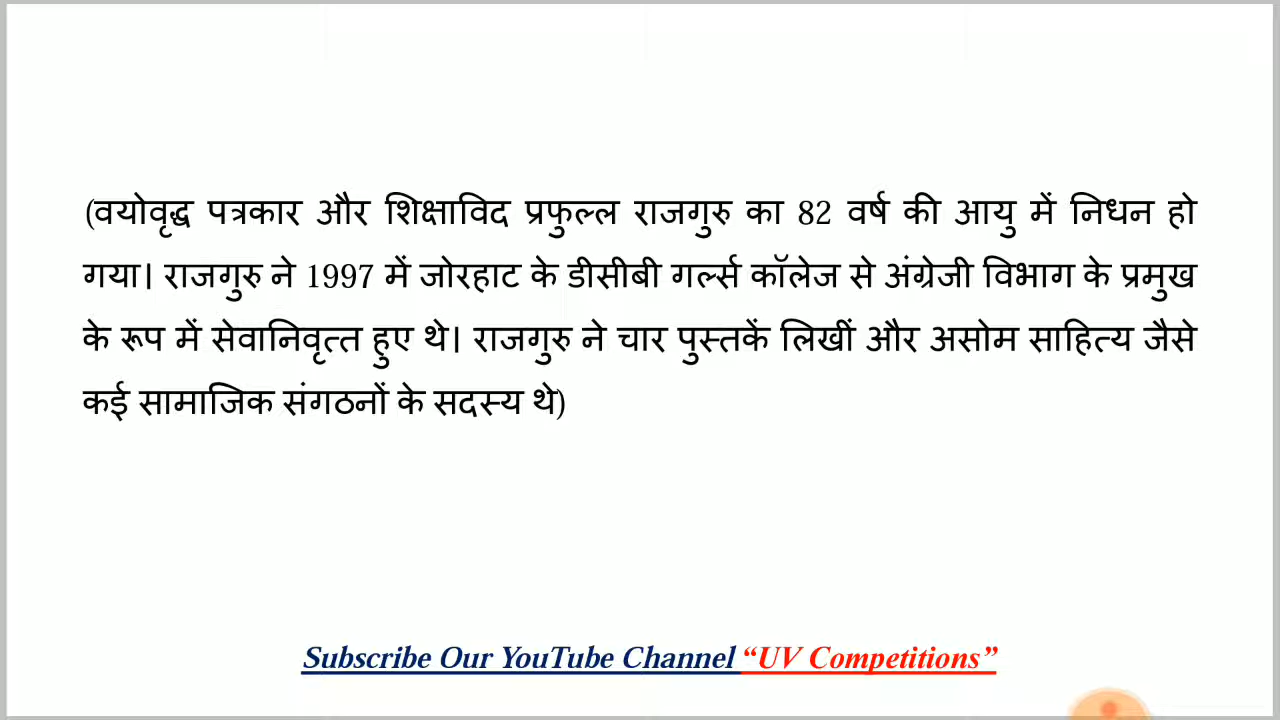 (वयोवृद्ध पत्रकार और शिक्षाविद प्रफुल्ल राजगुरु का 82 वर्ष की आयु में निधन हो
गया। राजगुरु ने 1997 में जोरहाट के डीसीबी गर्ल्स कॉलेज से अंग्रेजी विभाग के प्रमुख
के रूप में सेवानिवृत्त हुए थे। राजगुरु ने चार पुस्तकें लिखीं और असोम साहित्य जैसे
कई सामाजिक संगठनों के सदस्य थे)
Subscribe Our YouTube Channel “UV Competitions”